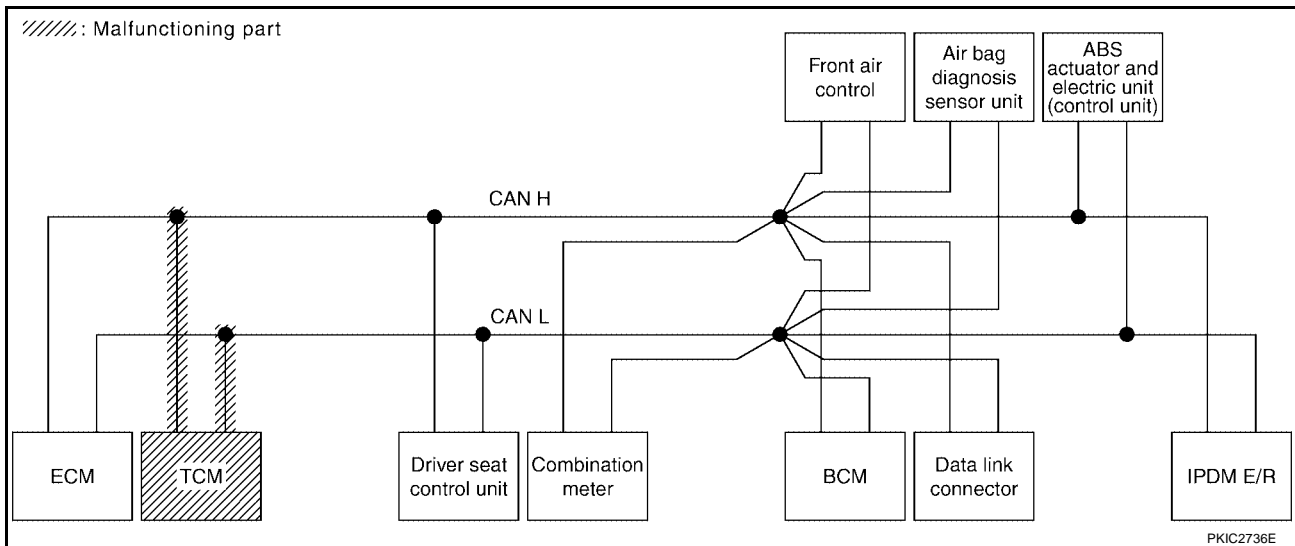 : Malfunctioning part
Front air
control
Air bag
diagnosis
sensor unit
ABS
actuator and
electric unit
(control unit)
CAN H
CAN L
ECM
TCM
Driver seat
control unit
Combination
meter
BCM
Data link
connector
IPDM E/R
PKIC2736E